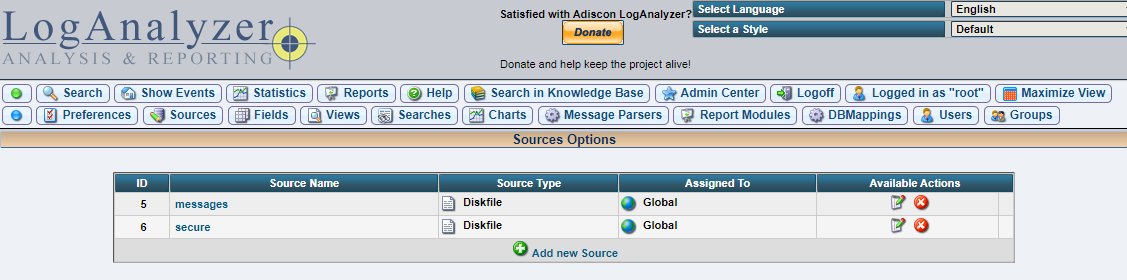 LogAnalyzer
ANALYSIS & REPORTING
Satisfied with Adiscon LogAnalyzer?
Donate
Donate and help keep the project alive!
Select Language English
Select a Style Default
Search Show Events Statistics Reports Help Search in Knowledge Base Admin Center Logoff Logged in as "root" Maximize View
Preferences Sources Fields Views Searches Charts Message Parsers Report Modules DBMappings Users Groups
Sources Options
ID Source Name Source Type Assigned To Available Actions
5 messages Diskfile Global
6 secure Diskfile Global
Add new Source